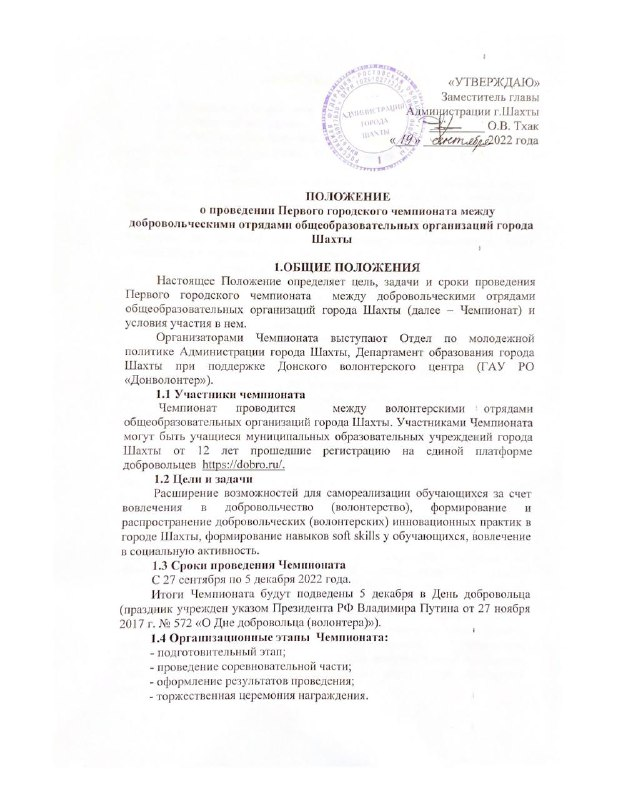 «УТВЕРЖДАЮ»
Заместитель главы
Администрации г.Шахты
О.В. Тхак
«19» сентября 2022 года
АДМИНИСТРАЦИЯ
ГОРОДА
ШАХТЫ
ПОЛОЖЕНИЕ
о проведении Первого городского чемпионата между
добровольческими отрядами общеобразовательных организаций города
Шахты
1.ОБЩИЕ ПОЛОЖЕНИЯ
Настоящее Положение определяет цель, задачи и сроки проведения
Первого городского чемпионата между добровольческими отрядами
общеобразовательных организаций города Шахты (далее – Чемпионат) и
условия участия в нем.
Организаторами Чемпионата выступают Отдел по молодежной
политике Администрации города Шахты, Департамент образования города
Шахты при поддержке Донского волонтерского центра (ГАУ РО
«Донволонтер»).
1.1 Участники чемпионата
Чемпионат проводится между волонтерскими отрядами
общеобразовательных организаций города Шахты. Участниками Чемпионата
могут быть учащиеся муниципальных образовательных учреждений города
Шахты от 12 лет прошедшие регистрацию на единой платформе
добровольцев https://dobro.ru/.
1.2 Цели и задачи
Расширение возможностей для самореализации обучающихся за счет
вовлечения в добровольчество (волонтерство), формирование и
распространение добровольческих (волонтерских) инновационных практик в
городе Шахты, формирование навыков soft skills у обучающихся, вовлечение
в социальную активность.
1.3 Сроки проведения Чемпионата
С 27 сентября по 5 декабря 2022 года.
Итоги Чемпионата будут подведены 5 декабря в День добровольца
(праздник учрежден указом Президента РФ Владимира Путина от 27 ноября
2017 г. № 572 «О Дне добровольца (волонтера)»).
1.4 Организационные этапы Чемпионата:
- подготовительный этап;
- проведение соревновательной части;
- оформление результатов проведения;
- торжественная церемония награждения.